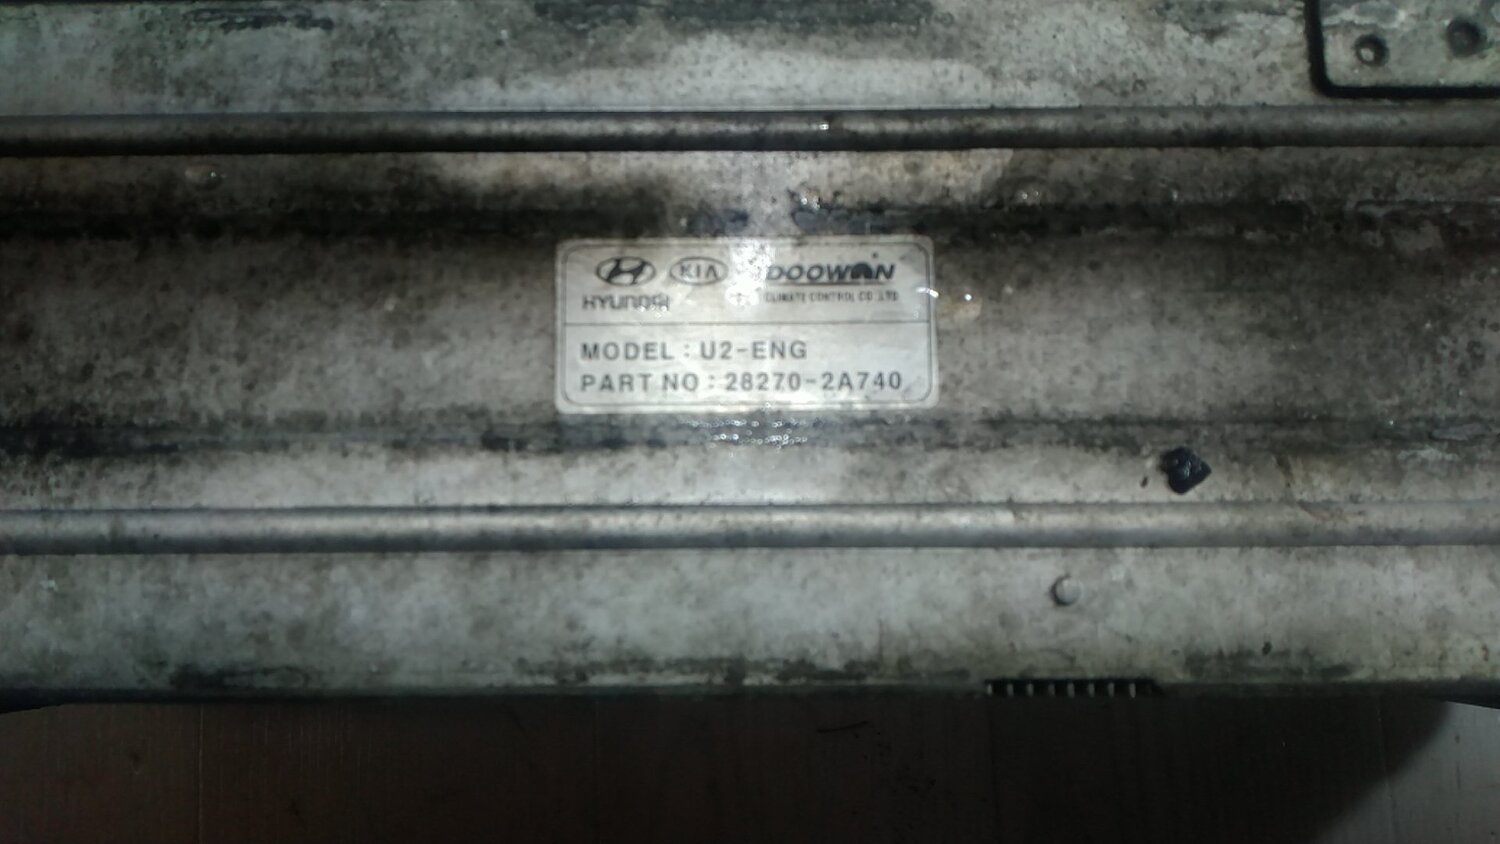 KIA DOOWON
HYUNDAI CLIMATE CONTROL CO.,LTD
MODEL : U2-ENG
PART NO : 28270-2A740